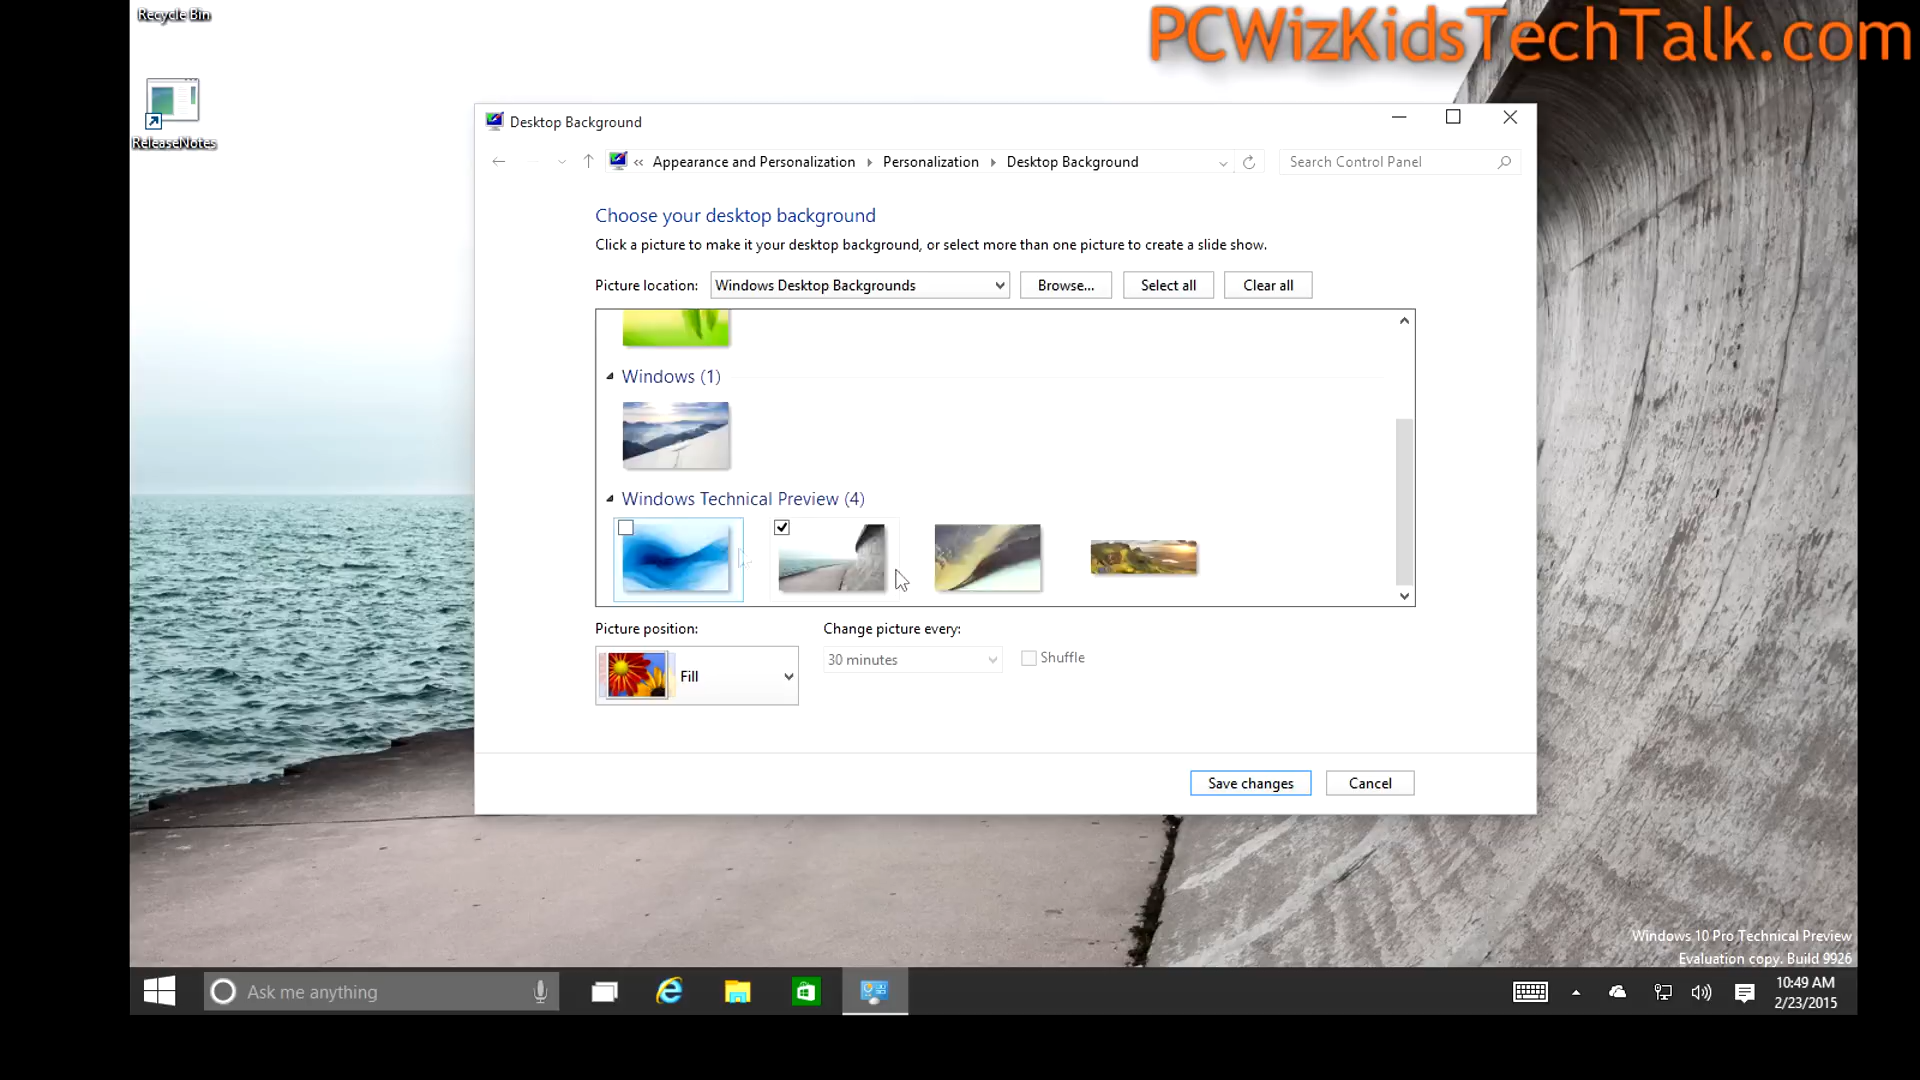 Recycle Bin
PCWizKidsTechTalk.com
ReleaseNotes
Desktop Background
« Appearance and Personalization Personalization Desktop Background
Search Control Panel
Choose your desktop background
Click a picture to make it your desktop background, or select more than one picture to create a slide show.
Picture location: Windows Desktop Backgrounds Browse... Select all Clear all
Windows (1)
Windows Technical Preview (4)
Picture position: Change picture every:
Fill 30 minutes Shuffle
Save changes Cancel
Windows 10 Pro Technical Preview
Evaluation copy. Build 9926
Ask me anything
10:49 AM
2/23/2015